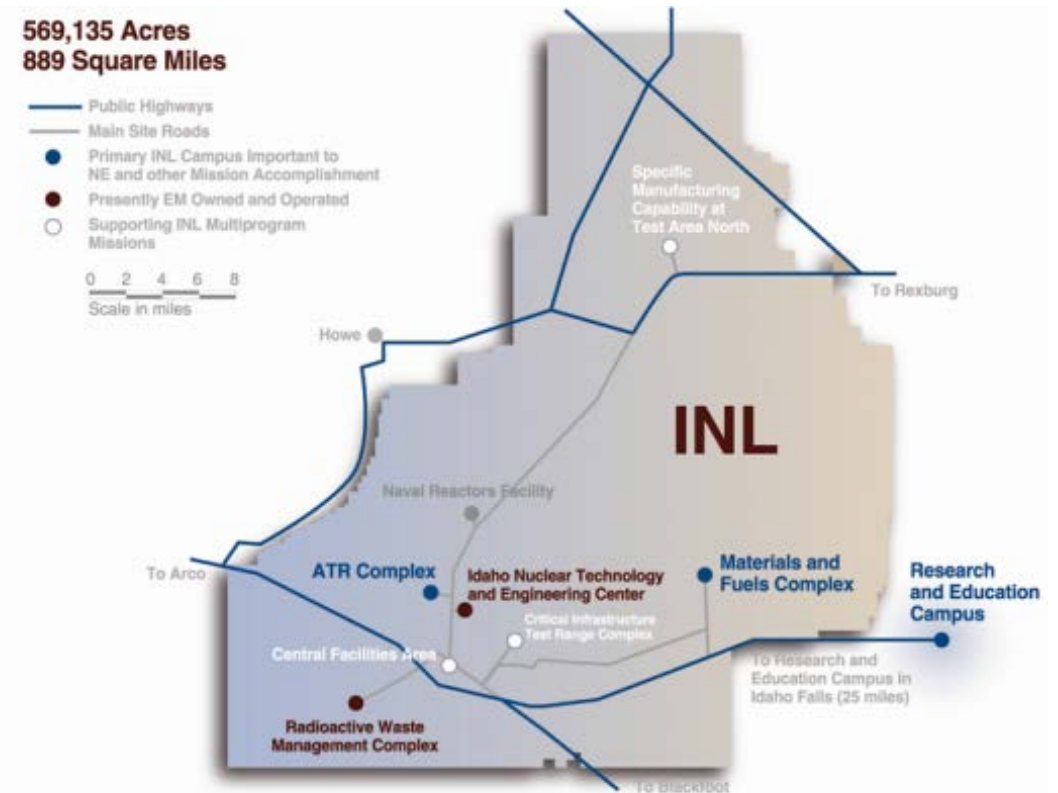 569,135 Acres
889 Square Miles
Public Highways
Main Site Roads
Primary INL Campus Important to
NE and other Mission Accomplishment
Presently EM Owned and Operated
Supporting INL Multiprogram
Missions
0 2 4 6 8
Scale in miles
Specific
Manufacturing
Capability at
Test Area North
To Rexburg
Howe
INL
Naval Reactors Facility
To Arco
ATR Complex
Idaho Nuclear Technology
and Engineering Center
Materials and
Fuels Complex
Research
and Education
Campus
Critical Infrastructure
Test Range Complex
Central Facilities Area
To Research and
Education Campus in
Idaho Falls (25 miles)
Radioactive Waste
Management Complex
To Blackfoot